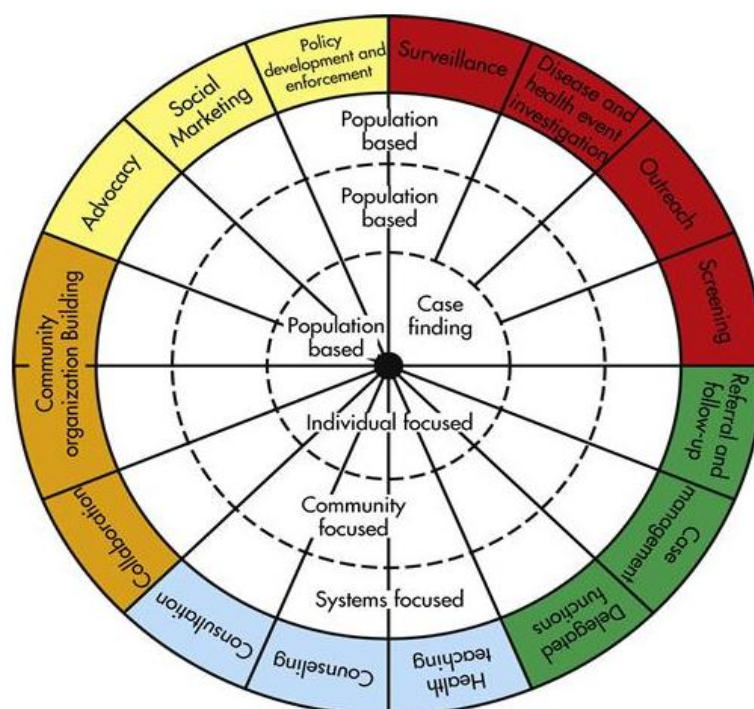 Policy
development and
enforcement
Surveillance
Disease and
health event
investigation
Outreach
Screening
Referral and
follow-up
Case
management
Delegated
functions
Health
teaching
Counseling
Consultation
Collaboration
Community
organization Building
Advocacy
Social
Marketing
Population
based
Population
based
Case
finding
Population
based
Individual focused
Community
focused
Systems focused